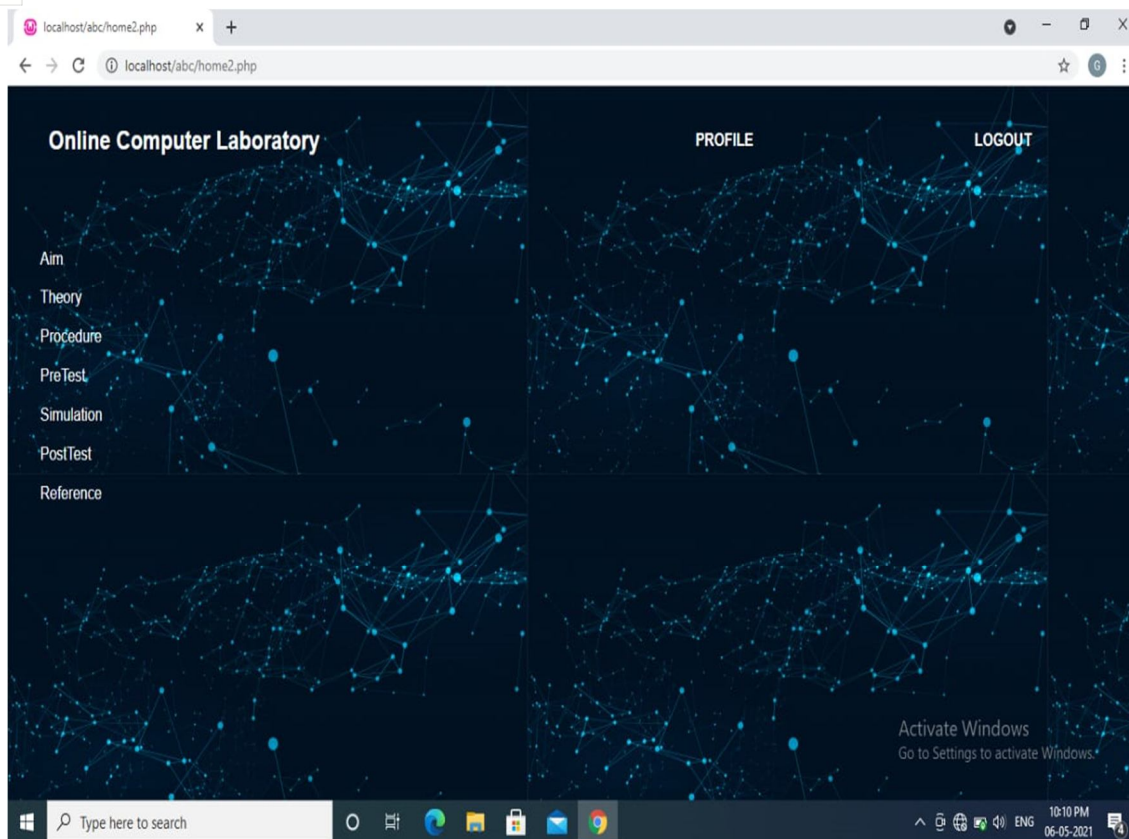 localhost/abc/home2.php
localhost/abc/home2.php
G
Online Computer Laboratory
PROFILE
LOGOUT
Aim
Theory
Procedure
PreTest
Simulation
PostTest
Reference
Activate Windows
Go to Settings to activate Windows.
Type here to search
ENG
10:10 PM
06-05-2021
4